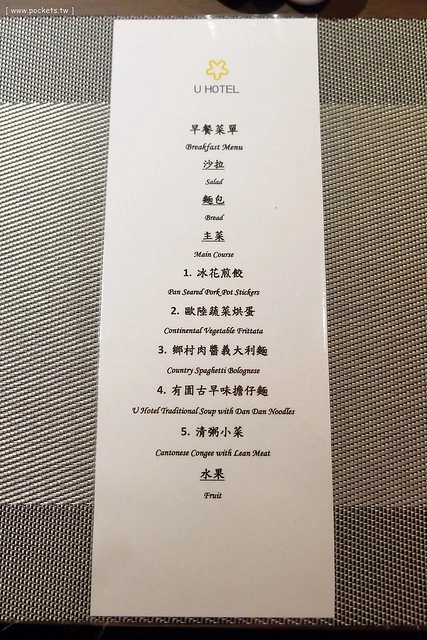 [ www.pockets.tw ]
U HOTEL
早餐菜單
Breakfast Menu
沙拉
Salad
麵包
Bread
主菜
Main Course
1. 冰花煎餃
Pan Seared Pork Pot Stickers
2. 歐陸蔬菜烘蛋
Continental Vegetable Frittata
3. 鄉村肉醬義大利麵
Country Spaghetti Bolognese
4. 有園古早味擔仔麵
U Hotel Traditional Soup with Dan Dan Noodles
5. 清粥小菜
Cantonese Congee with Lean Meat
水果
Fruit